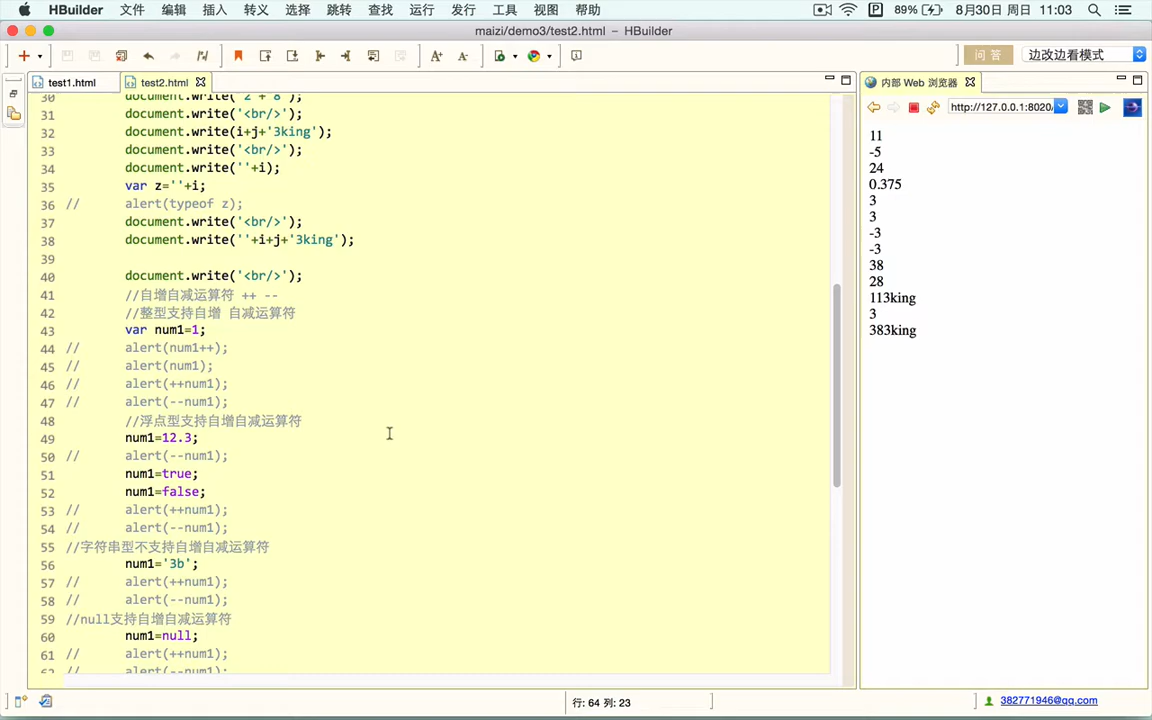 HBuilder 文件 编辑 插入 转义 选择 跳转 查找 运行 发行 工具 视图 帮助 89% 8月30日 周日 11:03
maizi/demo3/test2.html – HBuilder
问 答 边改边看模式
test1.html test2.html 内部 Web 浏览器
http://127.0.0.1:8020/
30 document.write('2'+'8');
31 document.write('<br/>');
32 document.write(i+j+'3king');
33 document.write('<br/>');
34 document.write(''+i);
35 var z=''+i;
36 // alert(typeof z);
37 document.write('<br/>');
38 document.write(''+i+j+'3king');
39
40 document.write('<br/>');
41 //自增自减运算符 ++ --
42 //整型支持自增 自减运算符
43 var num1=1;
44 // alert(num1++);
45 // alert(num1);
46 // alert(++num1);
47 // alert(--num1);
48 //浮点型支持自增自减运算符
49 num1=12.3;
50 // alert(--num1);
51 num1=true;
52 num1=false;
53 // alert(++num1);
54 // alert(--num1);
55 //字符串型不支持自增自减运算符
56 num1='3b';
57 // alert(++num1);
58 // alert(--num1);
59 //null支持自增自减运算符
60 num1=null;
61 // alert(++num1);
62 // alert(--num1);
11
-5
24
0.375
3
3
-3
-3
38
28
113king
3
383king
行: 64 列: 23
382771946@qq.com